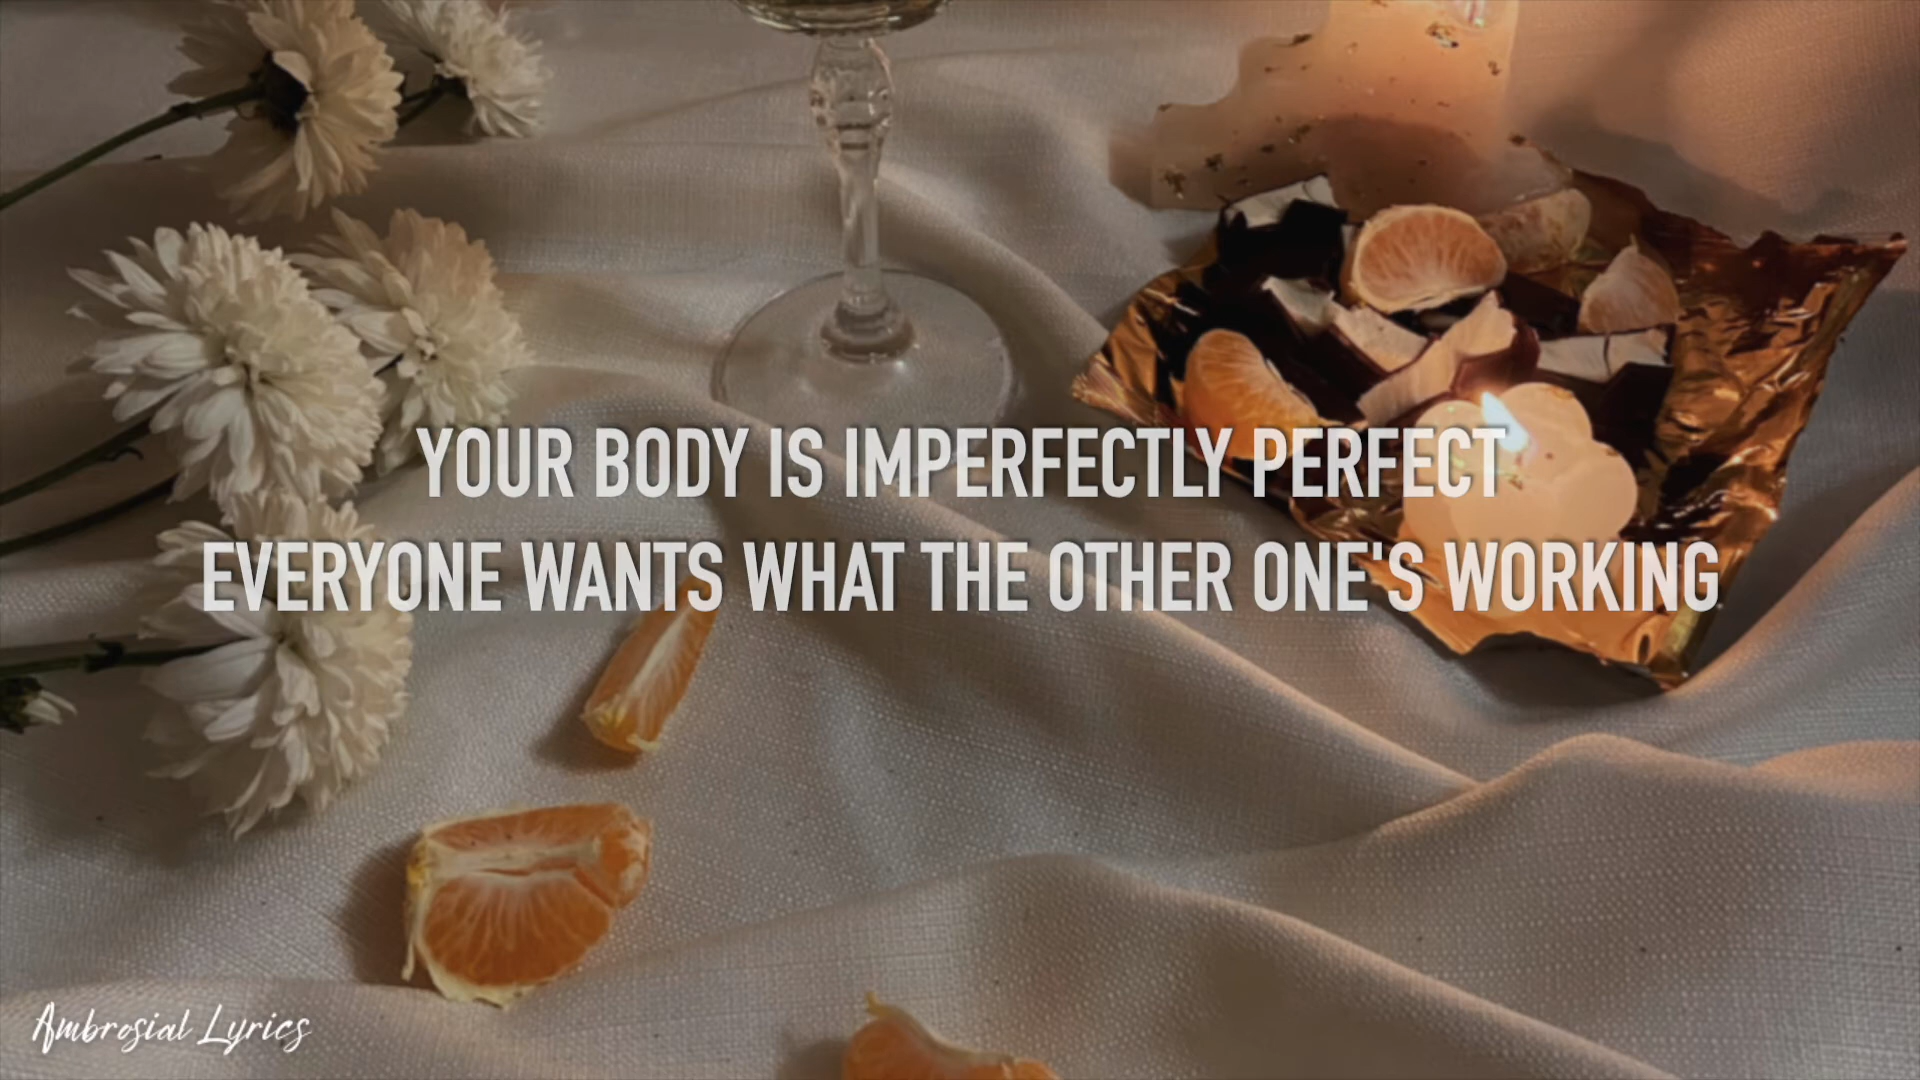 YOUR BODY IS IMPERFECTLY PERFECT
EVERYONE WANTS WHAT THE OTHER ONE'S WORKING
Ambrosial Lyrics